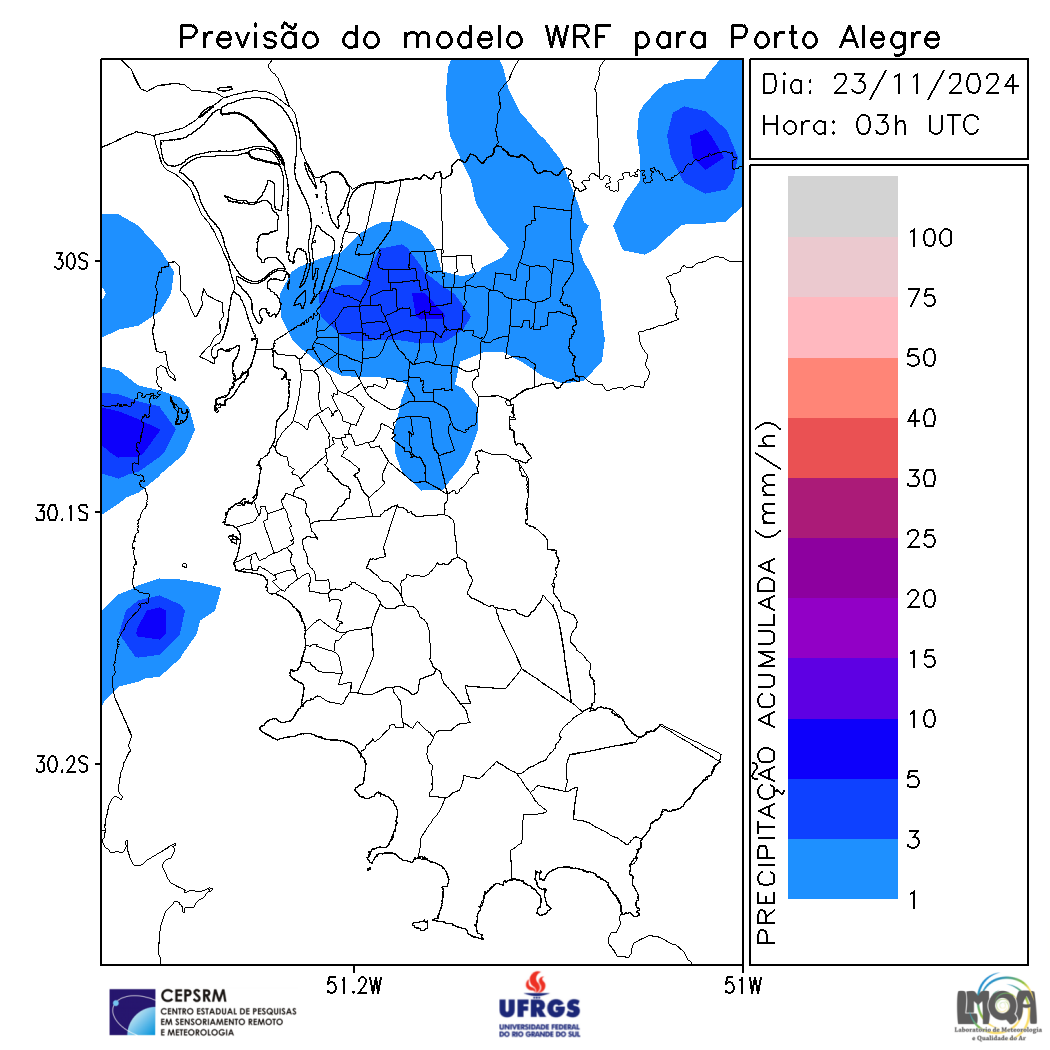 Previsão do modelo WRF para Porto Alegre
Dia: 23/11/2024
Hora: 03h UTC
30S
30.1S
30.2S
51.2W
51W
PRECIPITAÇÃO ACUMULADA (mm/h)
100
75
50
40
30
25
20
15
10
5
3
1
CEPSRM
CENTRO ESTADUAL DE PESQUISAS
EM SENSORIAMENTO REMOTO
E METEOROLOGIA
UFRGS
UNIVERSIDADE FEDERAL
DO RIO GRANDE DO SUL
LMQA
Laboratório de Meteorologia
e Qualidade do Ar